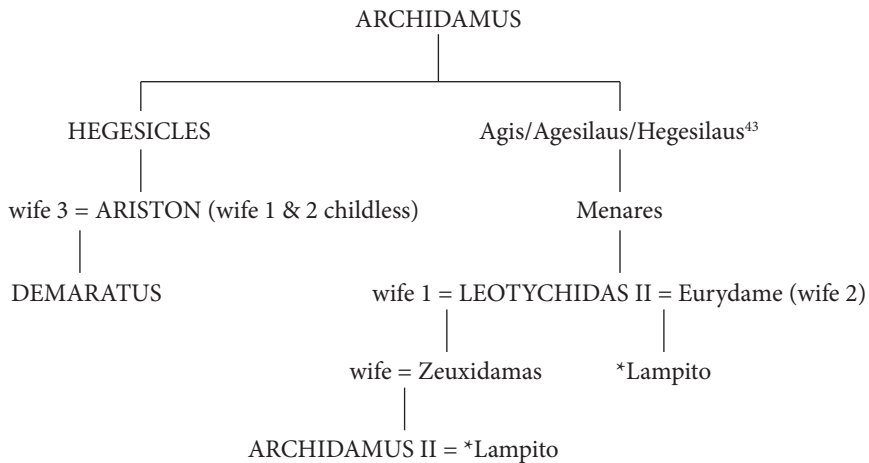 ARCHIDAMUS
HEGESICLES Agis/Agesilaus/Hegesilaus⁴³
wife 3 = ARISTON (wife 1 & 2 childless) Menares
DEMARATUS wife 1 = LEOTYCHIDAS II = Eurydame (wife 2)
wife = Zeuxidamas *Lampito
ARCHIDAMUS II = *Lampito